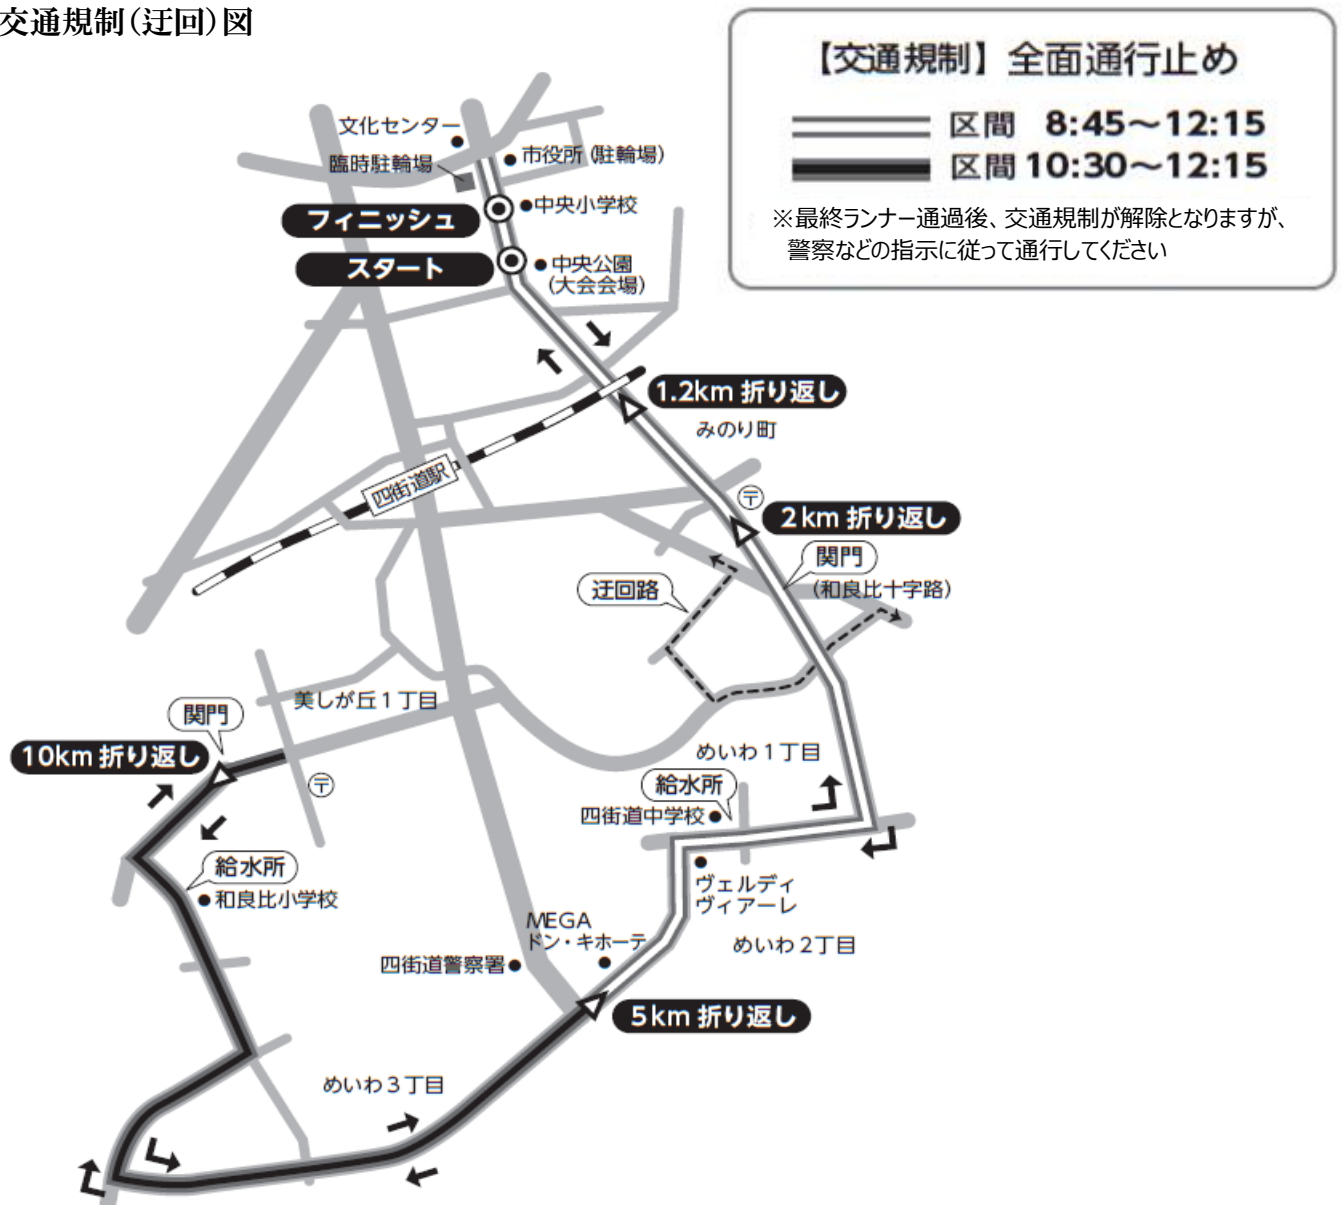 交通規制(迂回)図
【交通規制】全面通行止め
区間 8:45～12:15
区間 10:30～12:15
※最終ランナー通過後、交通規制が解除となりますが、
警察などの指示に従って通行してください
文化センター
臨時駐輪場
市役所(駐輪場)
フィニッシュ
中央小学校
スタート
中央公園
(大会会場)
1.2km 折り返し
みのり町
四街道駅
〒
2km 折り返し
関門
(和良比十字路)
迂回路
美しが丘1丁目
関門
10km 折り返し
〒
めいわ1丁目
給水所
四街道中学校
給水所
和良比小学校
ヴェルディ
ヴィアーレ
MEGA
ドン・キホーテ
めいわ2丁目
四街道警察署
5km 折り返し
めいわ3丁目